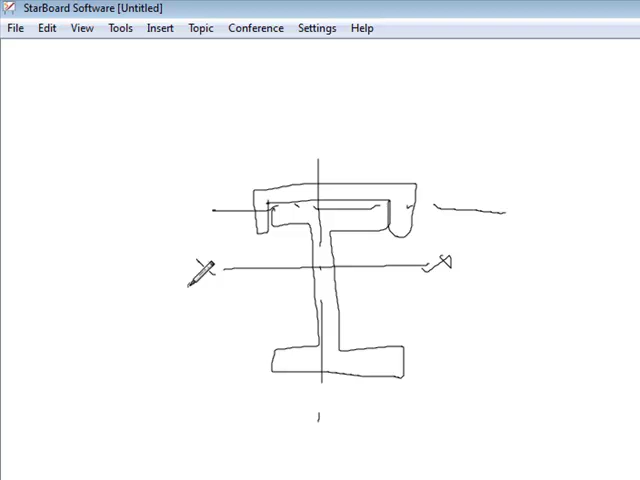 StarBoard Software [Untitled]
File Edit View Tools Insert Topic Conference Settings Help
X